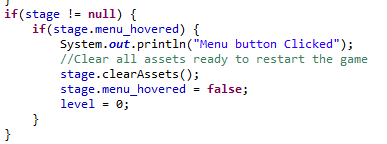 if(stage != null) {
if(stage.menu_hovered) {
System.out.println("Menu button Clicked");
//Clear all assets ready to restart the game
stage.clearAssets();
stage.menu_hovered = false;
level = 0;
}
}